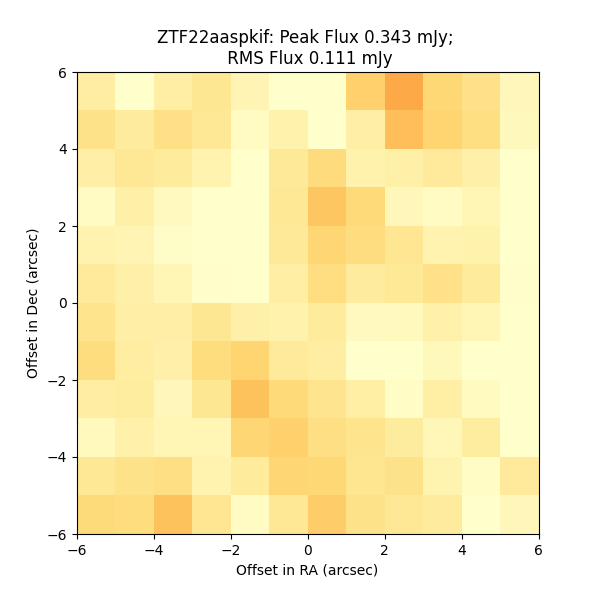 ZTF22aaspkif: Peak Flux 0.343 mJy;
RMS Flux 0.111 mJy
6
4
2
0
−2
−4
−6
Offset in Dec (arcsec)
−6 −4 −2 0 2 4 6
Offset in RA (arcsec)